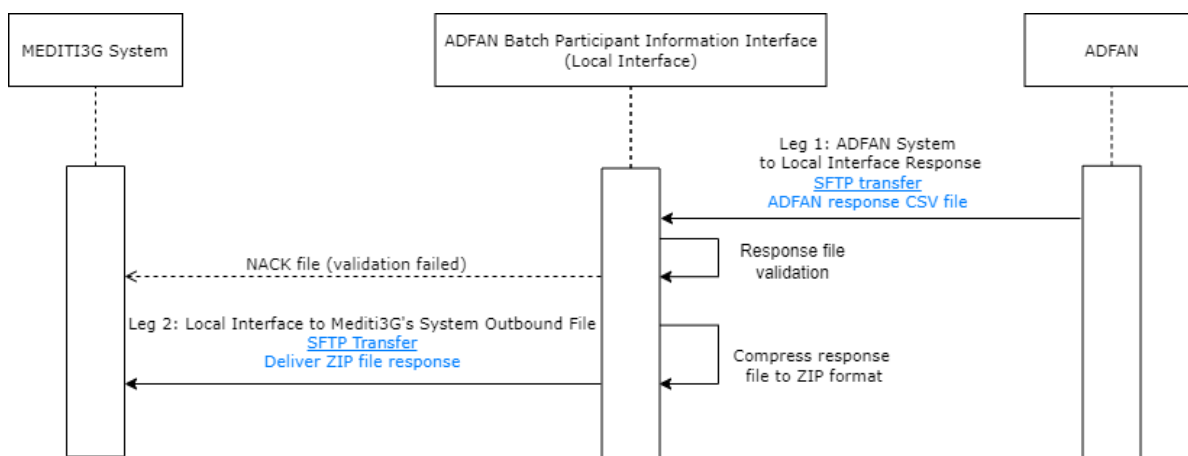 MEDITI3G System
ADFAN Batch Participant Information Interface
(Local Interface)
ADFAN
Leg 1: ADFAN System
to Local Interface Response
SFTP transfer
ADFAN response CSV file
Response file
validation
NACK file (validation failed)
Leg 2: Local Interface to Mediti3G's System Outbound File
SFTP Transfer
Deliver ZIP file response
Compress response
file to ZIP format